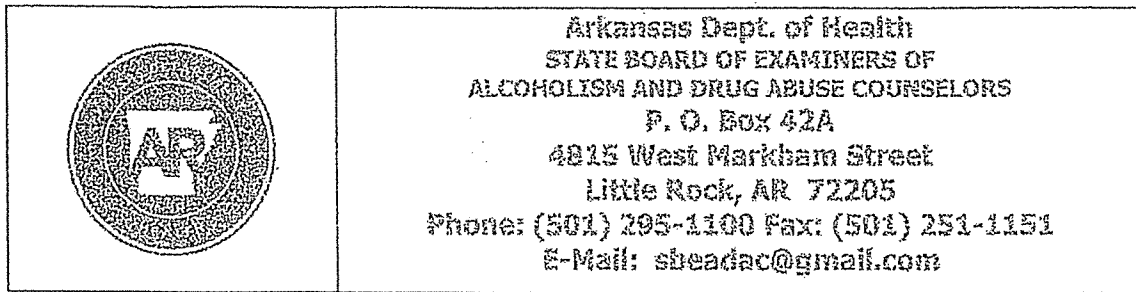 AR
Arkansas Dept. of Health
STATE BOARD OF EXAMINERS OF
ALCOHOLISM AND DRUG ABUSE COUNSELORS
P. O. Box 42A
4815 West Markham Street
Little Rock, AR 72205
Phone: (501) 295-1100 Fax: (501) 251-1151
E-Mail: sbeadac@gmail.com